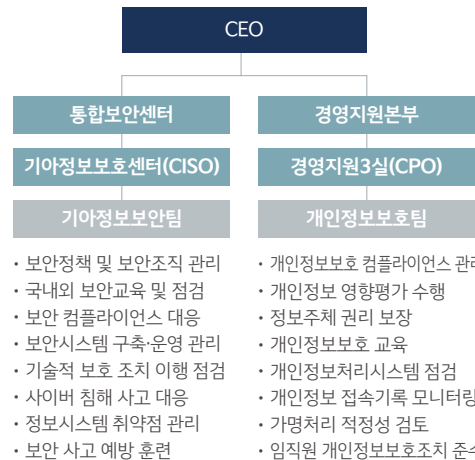 CEO
통합보안센터
기아정보보호센터(CISO)
기아정보보안팀
· 보안정책 및 보안조직 관리
· 국내외 보안교육 및 점검
· 보안 컴플라이언스 대응
· 보안시스템 구축·운영 관리
· 기술적 보호 조치 이행 점검
· 사이버 침해 사고 대응
· 정보시스템 취약점 관리
· 보안 사고 예방 훈련
경영지원본부
경영지원3실(CPO)
개인정보보호팀
· 개인정보보호 컴플라이언스 관리
· 개인정보 영향평가 수행
· 정보주체 권리 보장
· 개인정보보호 교육
· 개인정보처리시스템 점검
· 개인정보 접속기록 모니터링
· 가명처리 적정성 검토
· 임직원 개인정보보호조치 준수